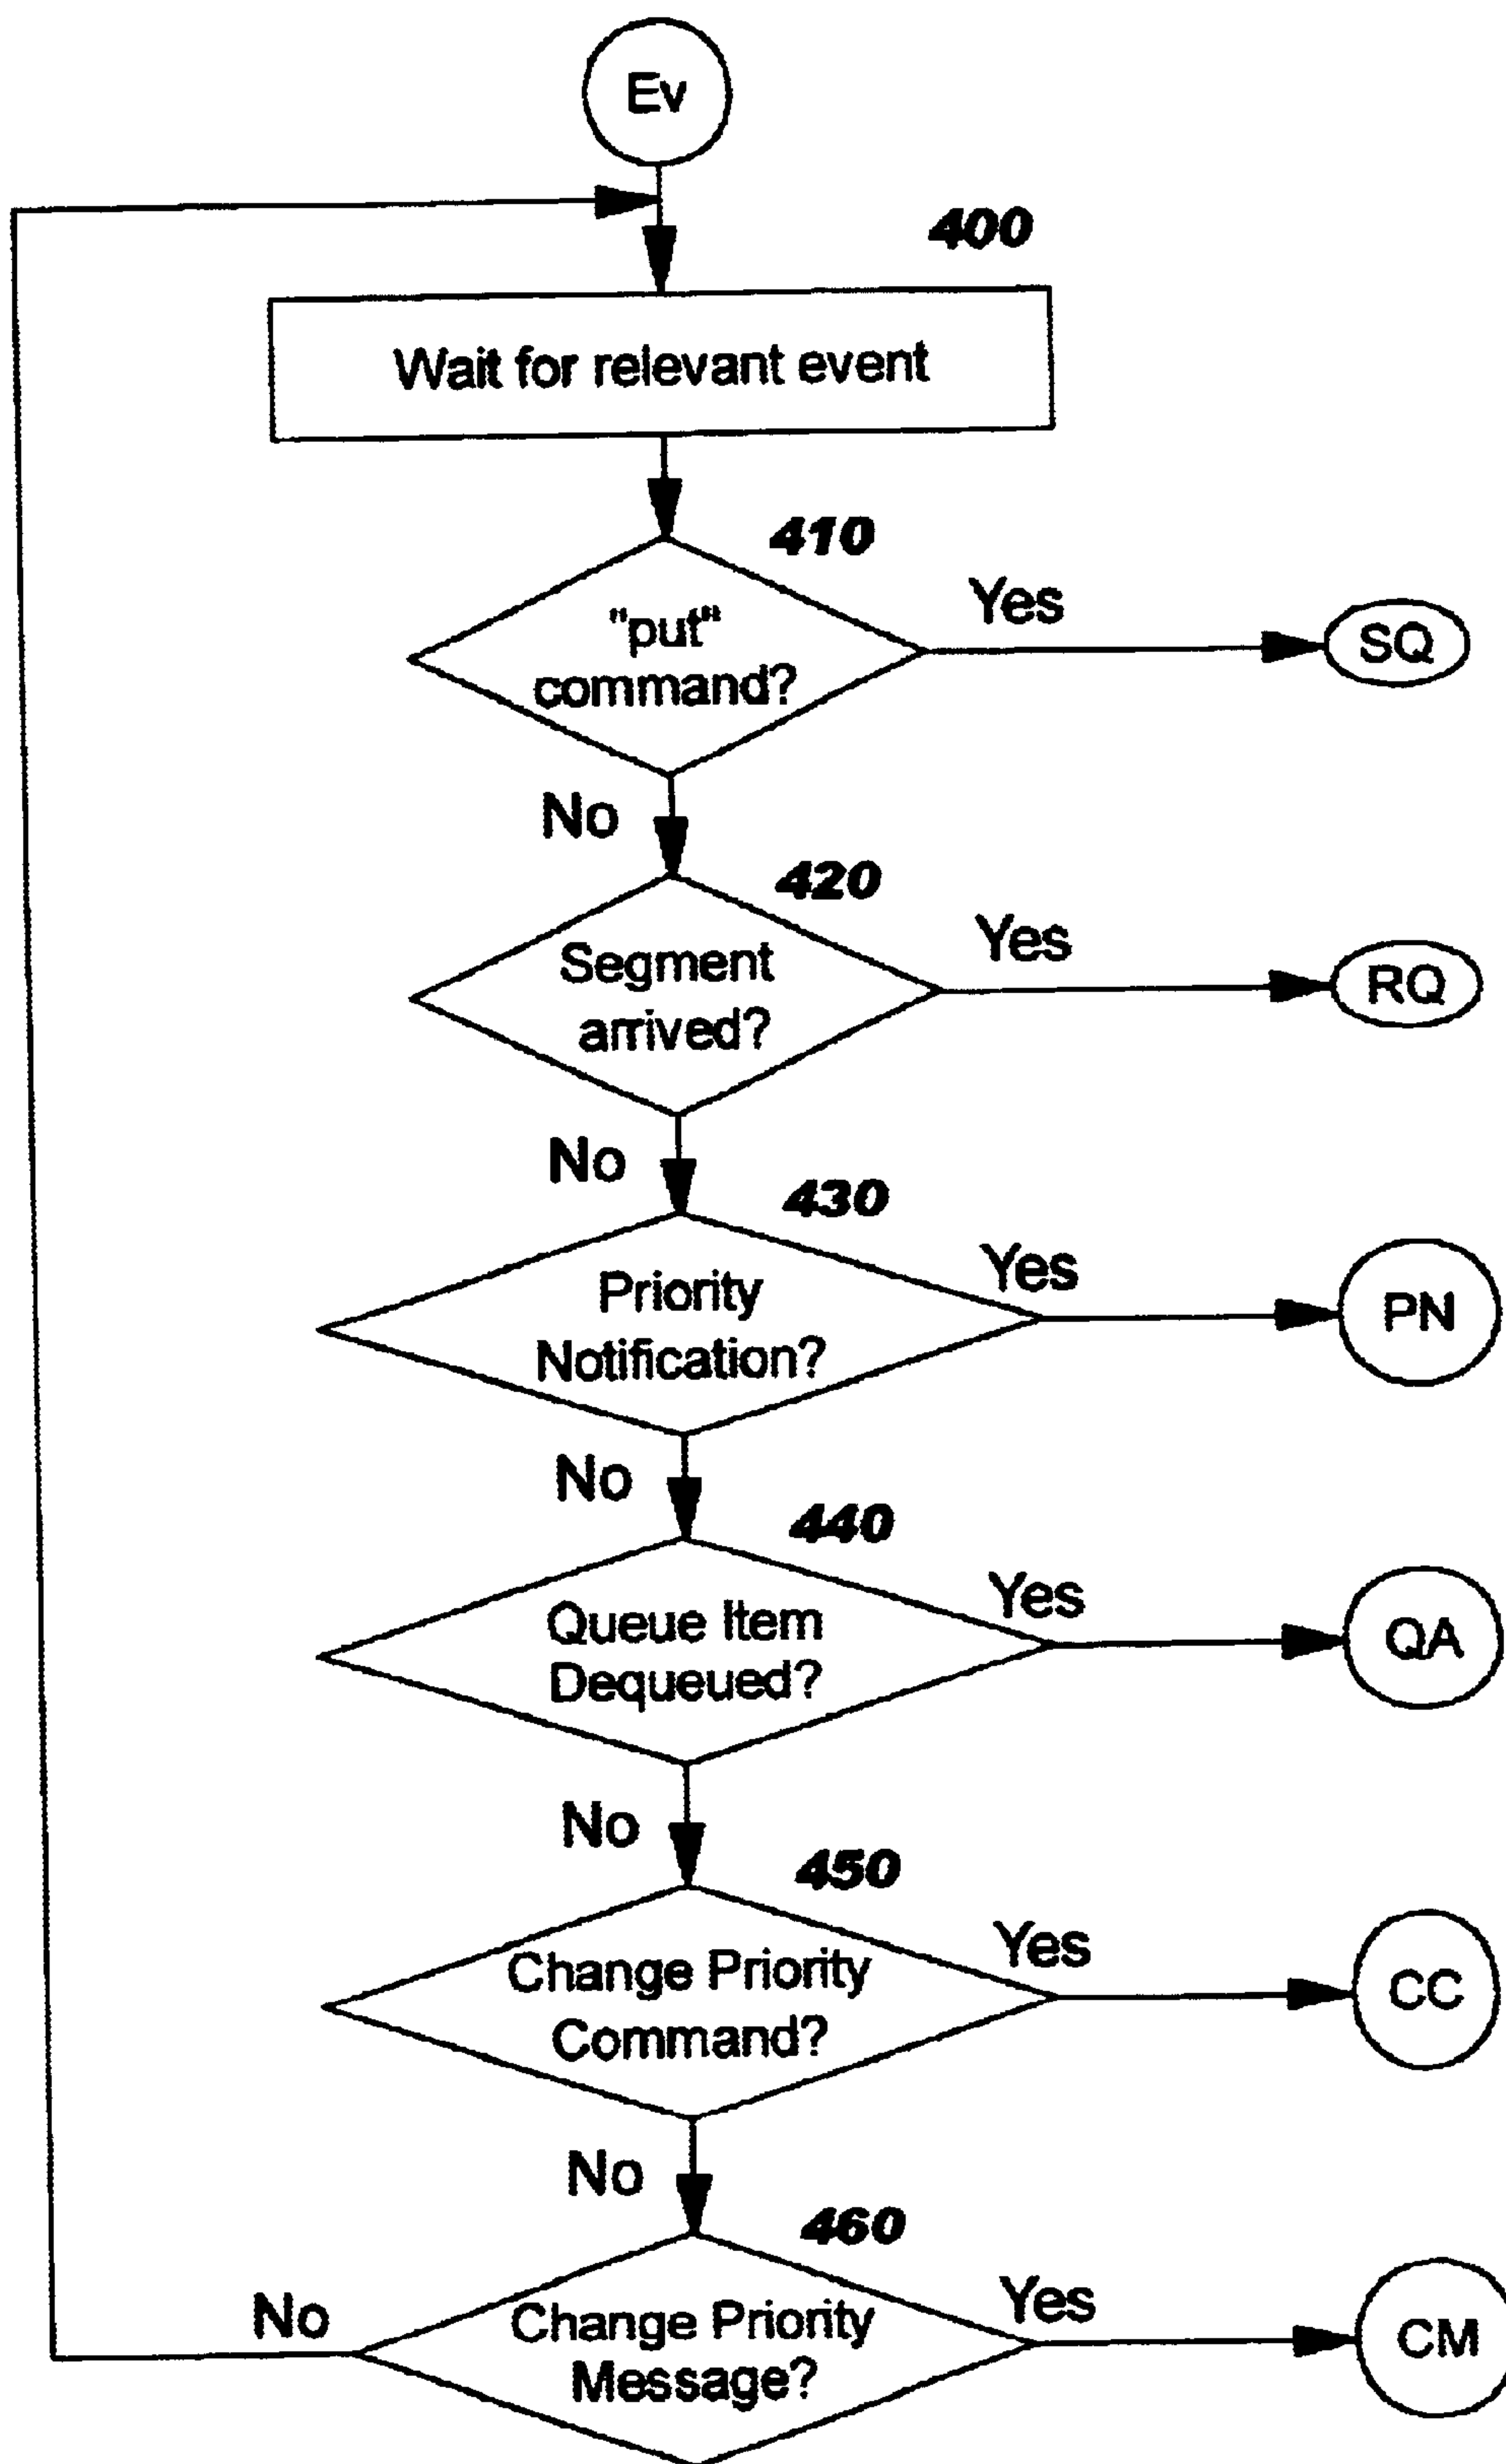 Ev
400
Wait for relevant event
410
"put"
command?
Yes
SQ
No
420
Segment
arrived?
Yes
RQ
No
430
Priority
Notification?
Yes
PN
No
440
Queue Item
Dequeued?
Yes
QA
No
450
Change Priority
Command?
Yes
CC
No
460
Change Priority
Message?
Yes
CM
No